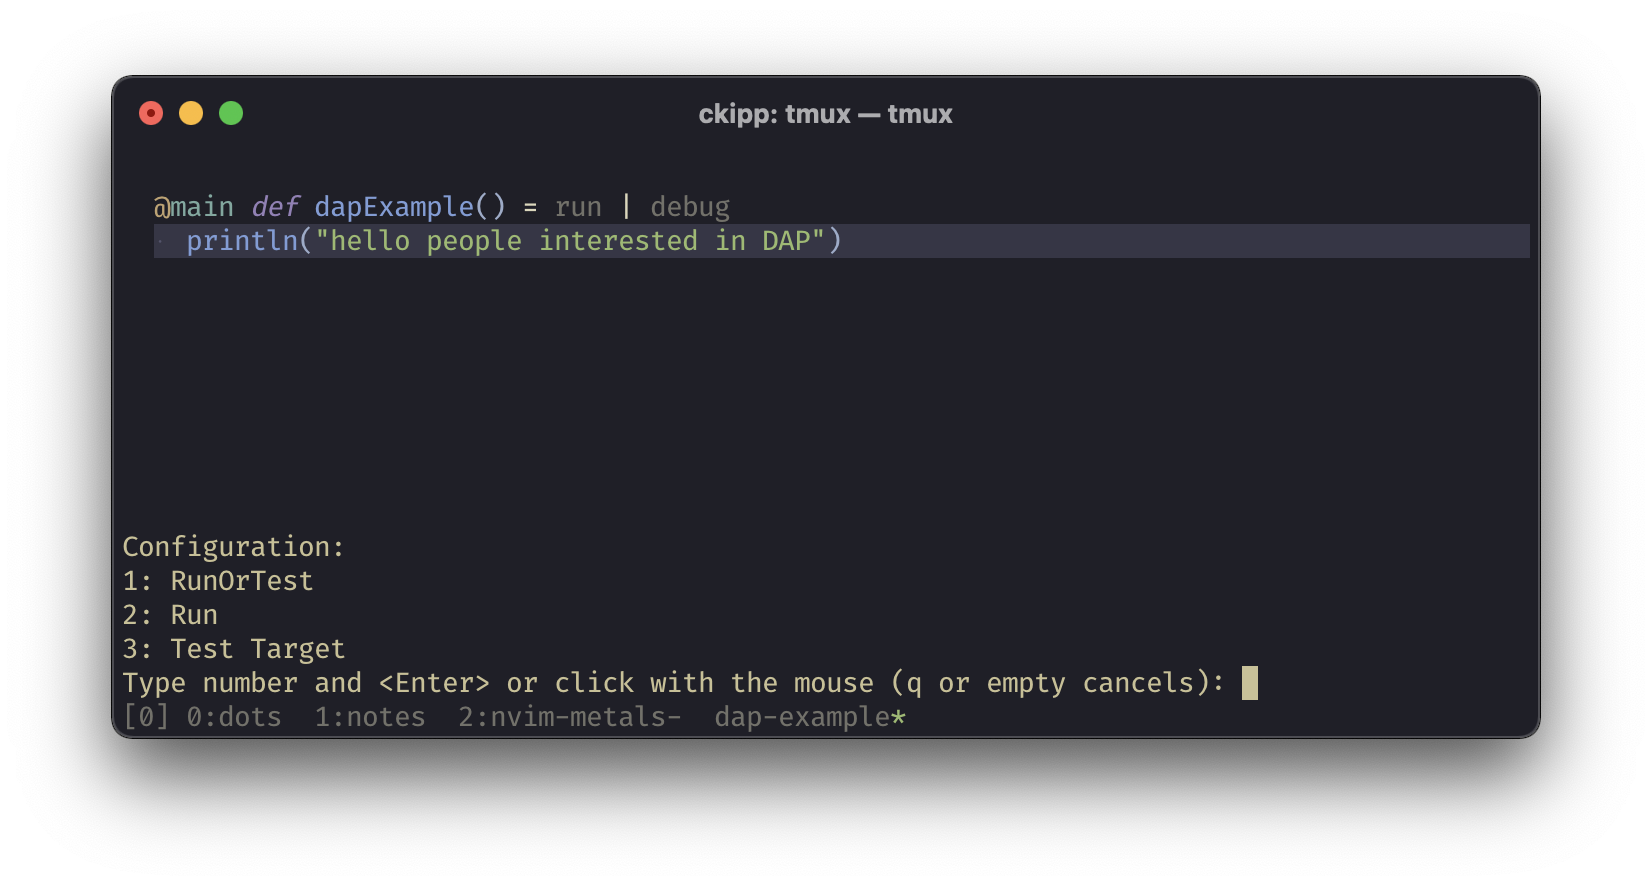 ckipp: tmux — tmux
@main def dapExample() = run | debug
println("hello people interested in DAP")
Configuration:
1: RunOrTest
2: Run
3: Test Target
Type number and <Enter> or click with the mouse (q or empty cancels):
[0] 0:dots  1:notes  2:nvim-metals-  dap-example*